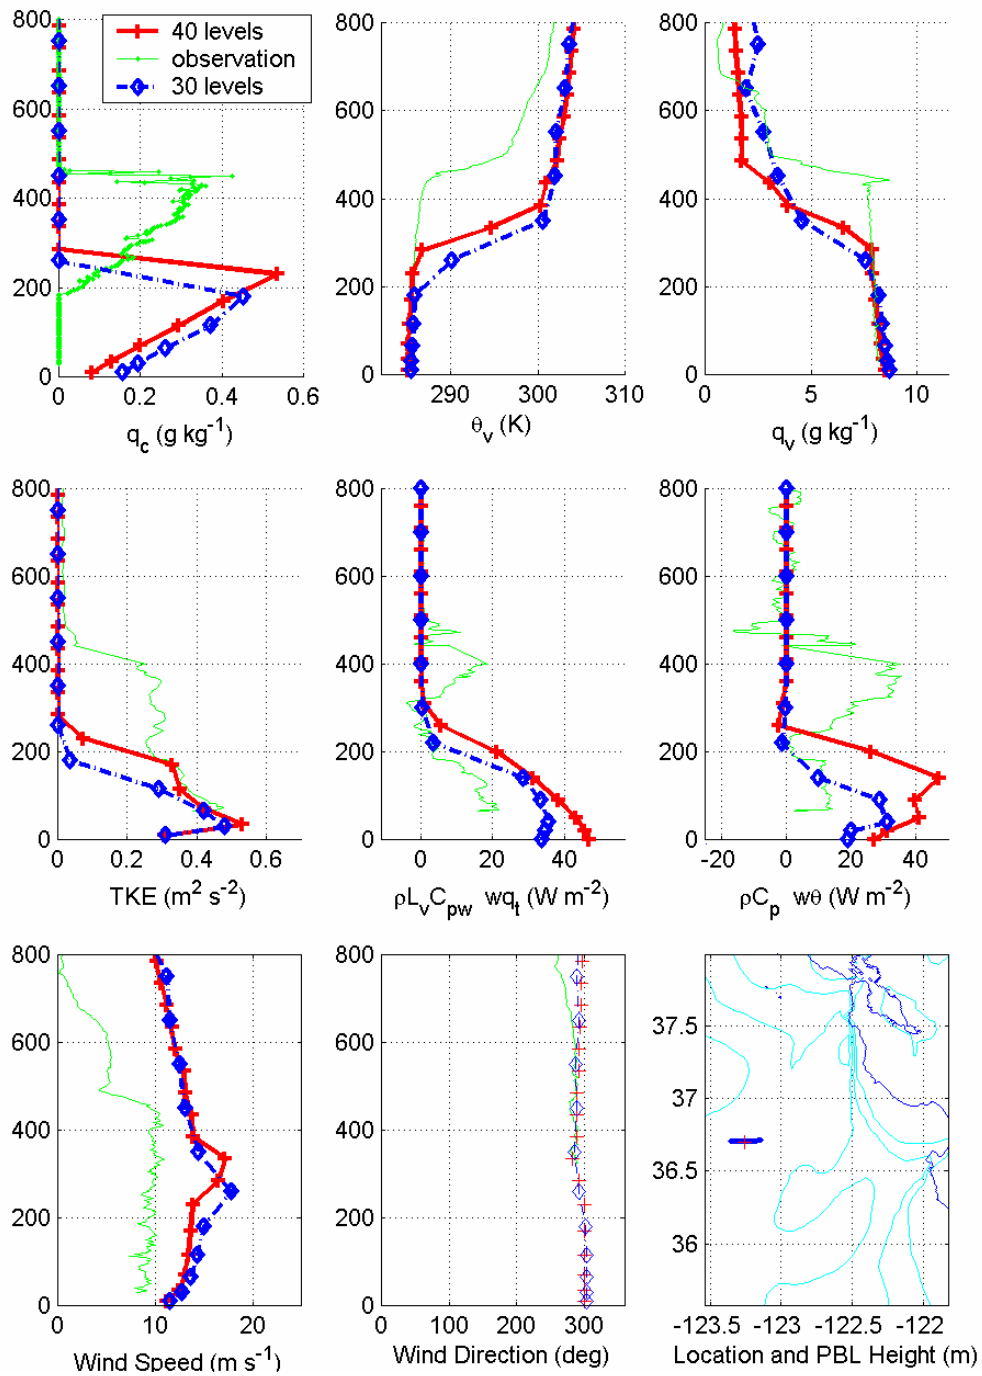 800
600
400
200
0
40 levels
observation
30 levels
0 0.2 0.4 0.6
q_c (g kg^-1)
800
600
400
200
0
290 300 310
θ_v (K)
800
600
400
200
0
0 5 10
q_v (g kg^-1)
800
600
400
200
0
0 0.2 0.4 0.6
TKE (m^2 s^-2)
800
600
400
200
0
0 20 40
ρL_vC_pw wq_t (W m^-2)
800
600
400
200
0
-20 0 20 40
ρC_p wθ (W m^-2)
800
600
400
200
0
0 10 20
Wind Speed (m s^-1)
800
600
400
200
0
0 100 200 300
Wind Direction (deg)
37.5
37
36.5
36
-123.5 -123 -122.5 -122
Location and PBL Height (m)